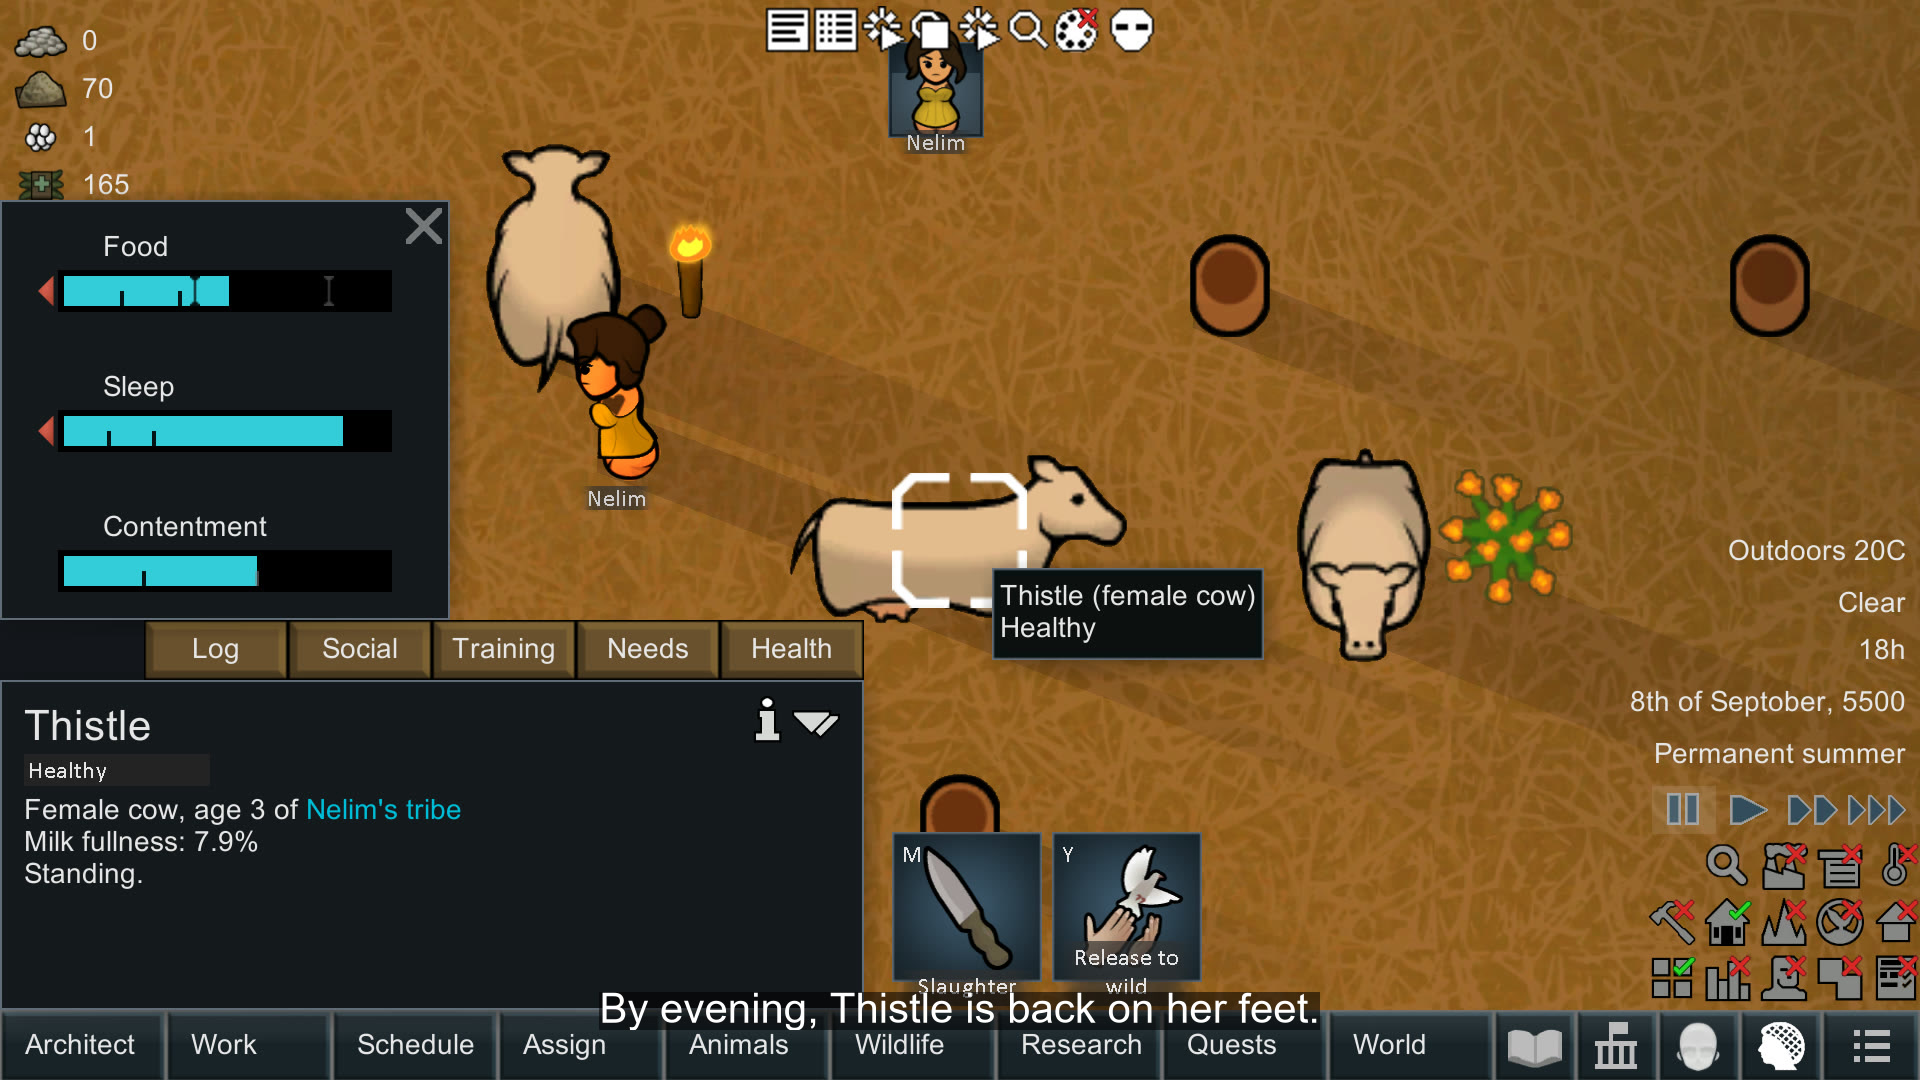 0
70
1
165
Nelim
Food
Sleep
Contentment
Nelim
Thistle (female cow)
Healthy
Outdoors 20C
Clear
18h
8th of Septober, 5500
Permanent summer
Log
Social
Training
Needs
Health
Thistle
Healthy
Female cow, age 3 of Nelim's tribe
Milk fullness: 7.9%
Standing.
M
Slaughter
Y
Release to
wild
By evening, Thistle is back on her feet.
Architect
Work
Schedule
Assign
Animals
Wildlife
Research
Quests
World